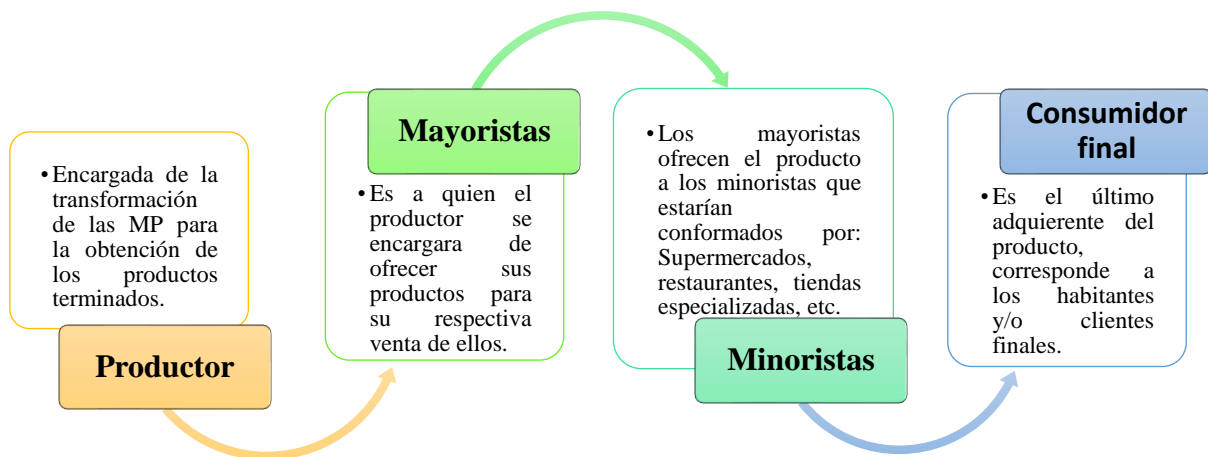 • Encargada de la
transformación
de las MP para
la obtención de
los productos
terminados.
Productor
Mayoristas
• Es a quien el
productor se
encargara de
ofrecer sus
productos para
su respectiva
venta de ellos.
• Los mayoristas
ofrecen el producto
a los minoristas que
estarían
conformados por:
Supermercados,
restaurantes, tiendas
especializadas, etc.
Minoristas
Consumidor
final
• Es el último
adquierente del
producto,
corresponde a
los habitantes
y/o clientes
finales.